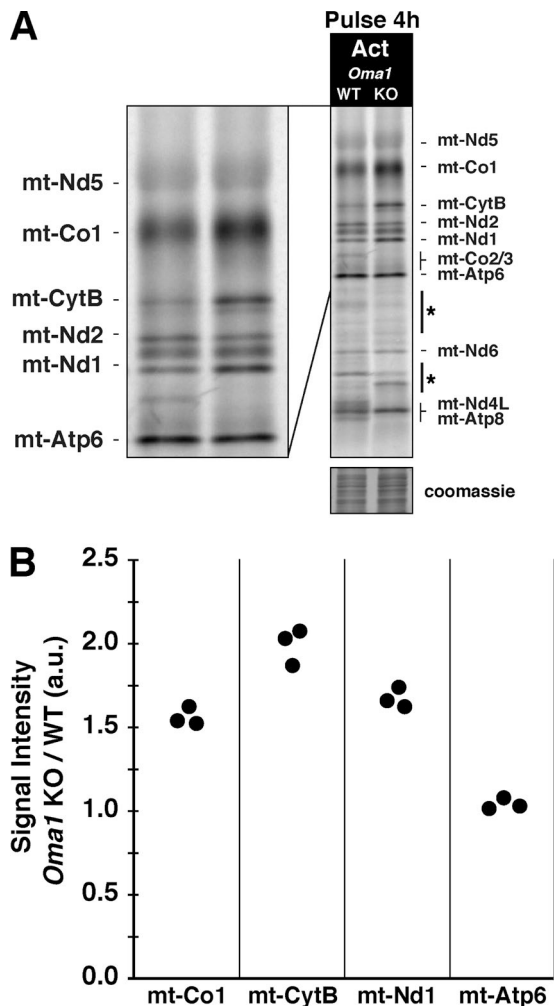 A
Pulse 4h
Act
Oma1
WT KO
mt-Nd5 -
mt-Co1 -
mt-CytB -
mt-Nd2 -
mt-Nd1 -
mt-Atp6 -
- mt-Nd5
- mt-Co1
- mt-CytB
- mt-Nd2
- mt-Nd1
mt-Co2/3
- mt-Atp6
*
- mt-Nd6
*
mt-Nd4L
mt-Atp8
coomassie
B
Signal Intensity
Oma1 KO / WT (a.u.)
2.5
2.0
1.5
1.0
0.5
0.0
mt-Co1 mt-CytB mt-Nd1 mt-Atp6